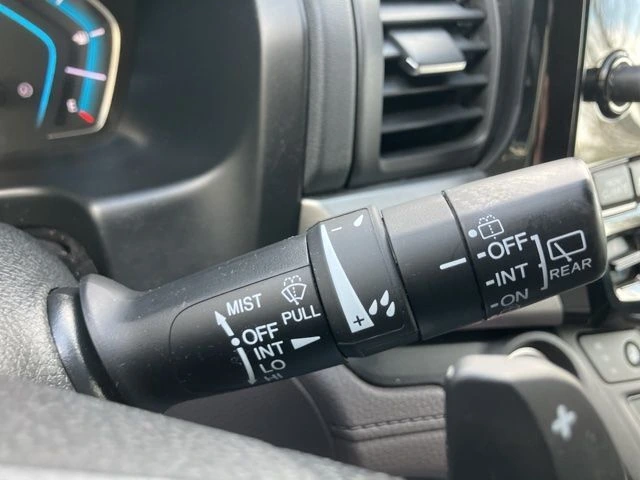 MIST
OFF
INT
LO
HI
PULL
-
+
OFF
INT
ON
REAR
+